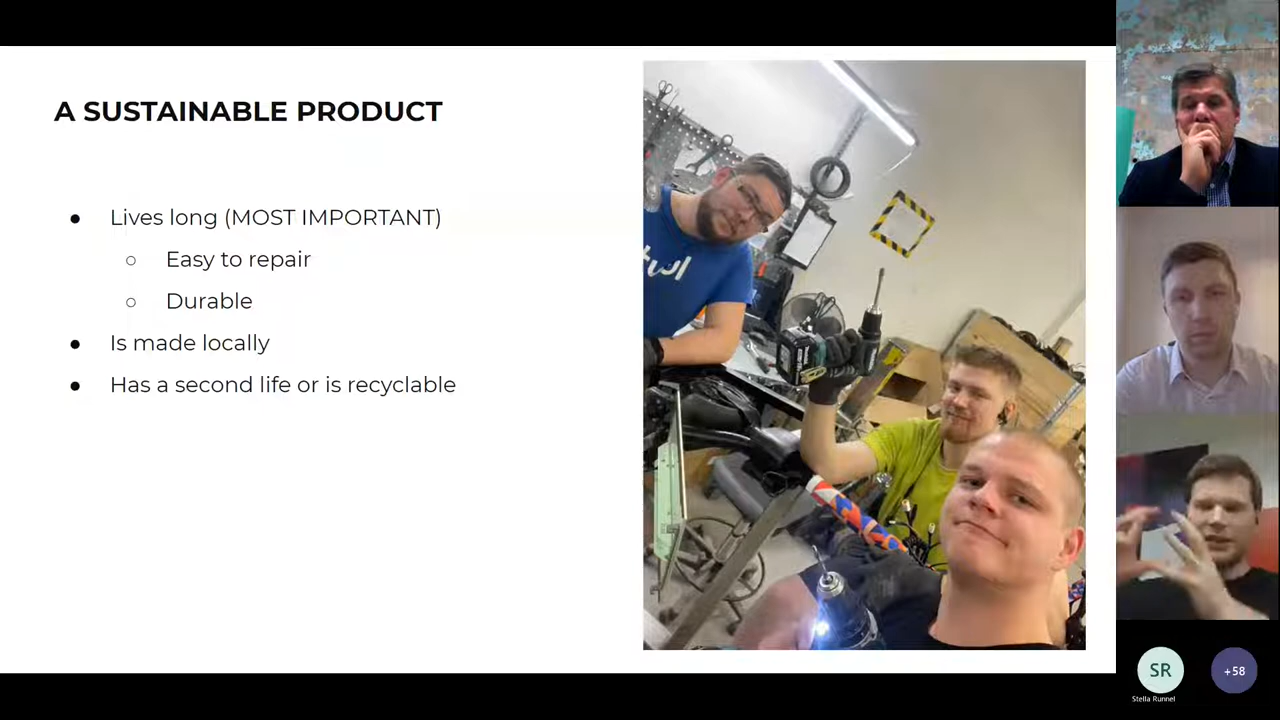 A SUSTAINABLE PRODUCT
Lives long (MOST IMPORTANT)
Easy to repair
Durable
Is made locally
Has a second life or is recyclable
SR
Stella Runnel
+58